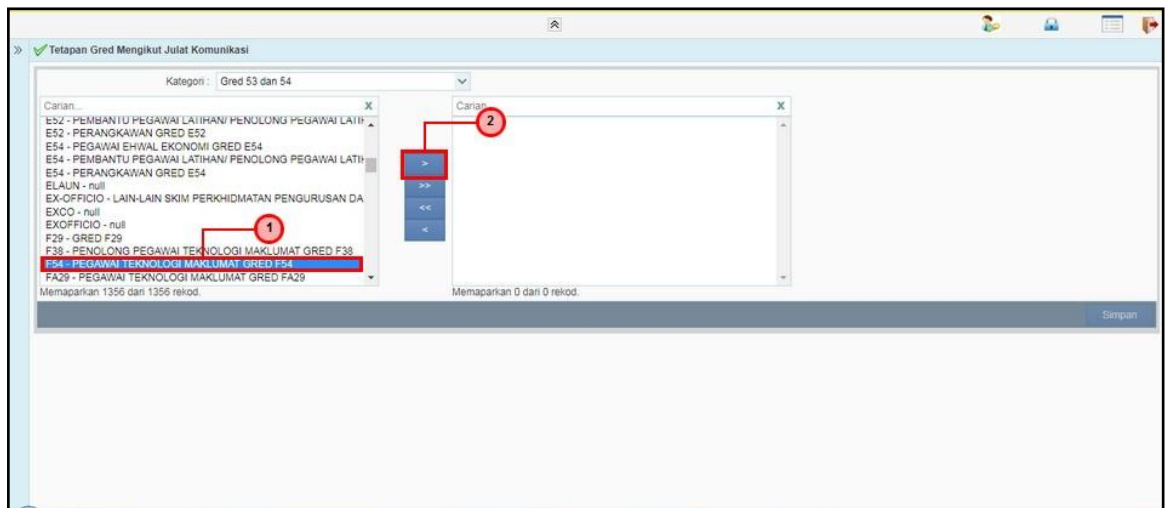 Tetapan Gred Mengikut Julat Komunikasi
Kategori : Gred 53 dan 54
Carian... X
E52 - PEMBANTU PEGAWAI LATIHAN/ PENOLONG PEGAWAI LATIH
E52 - PERANGKAWAN GRED E52
E54 - PEGAWAI EHWAL EKONOMI GRED E54
E54 - PEMBANTU PEGAWAI LATIHAN/ PENOLONG PEGAWAI LATIH
E54 - PERANGKAWAN GRED E54
ELAUN - null
EX-OFFICIO - LAIN-LAIN SKIM PERKHIDMATAN PENGURUSAN DA
EXCO - null
EXOFFICIO - null
F29 - GRED F29
F38 - PENOLONG PEGAWAI TEKNOLOGI MAKLUMAT GRED F38
F54 - PEGAWAI TEKNOLOGI MAKLUMAT GRED F54
FA29 - PEGAWAI TEKNOLOGI MAKLUMAT GRED FA29
Memaparkan 1356 dari 1356 rekod.
1
2
>
>>
<<
<
Carian... X
Memaparkan 0 dari 0 rekod.
Simpan